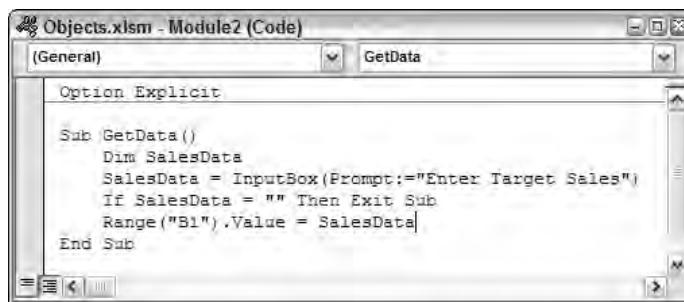 Objects.xlsm - Module2 (Code)
(General) GetData
Option Explicit
Sub GetData()
Dim SalesData
SalesData = InputBox(Prompt:="Enter Target Sales")
If SalesData = "" Then Exit Sub
Range("B1").Value = SalesData
End Sub